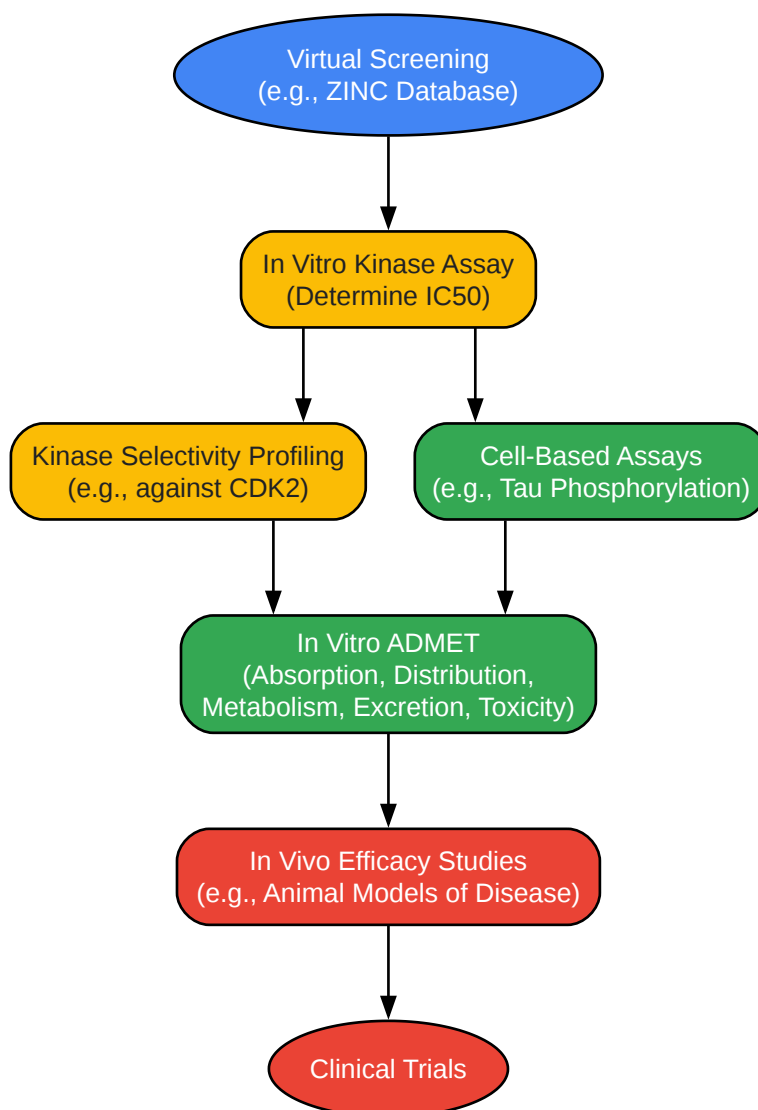 Virtual Screening
(e.g., ZINC Database)
In Vitro Kinase Assay
(Determine IC50)
Kinase Selectivity Profiling
(e.g., against CDK2)
Cell-Based Assays
(e.g., Tau Phosphorylation)
In Vitro ADMET
(Absorption, Distribution,
Metabolism, Excretion, Toxicity)
In Vivo Efficacy Studies
(e.g., Animal Models of Disease)
Clinical Trials